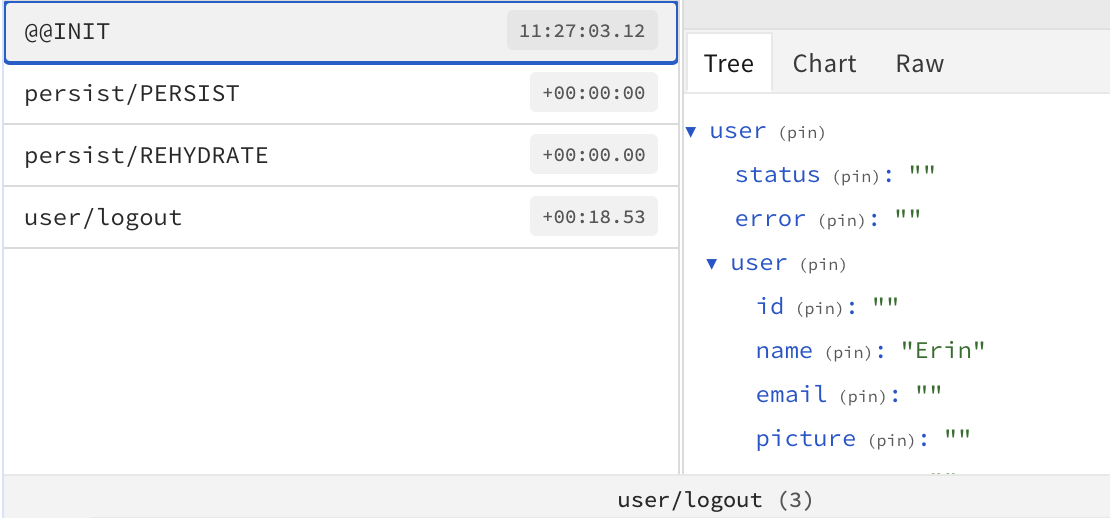 @@INIT 11:27:03.12
persist/PERSIST +00:00:00
persist/REHYDRATE +00:00.00
user/logout +00:18.53
Tree Chart Raw
▼ user (pin)
status (pin): ""
error (pin): ""
▼ user (pin)
id (pin): ""
name (pin): "Erin"
email (pin): ""
picture (pin): ""
user/logout (3)